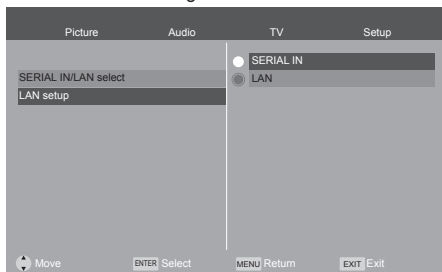 Picture Audio TV Setup
SERIAL IN
SERIAL IN/LAN select
LAN
LAN setup
Move ENTER Select MENU Return EXIT Exit